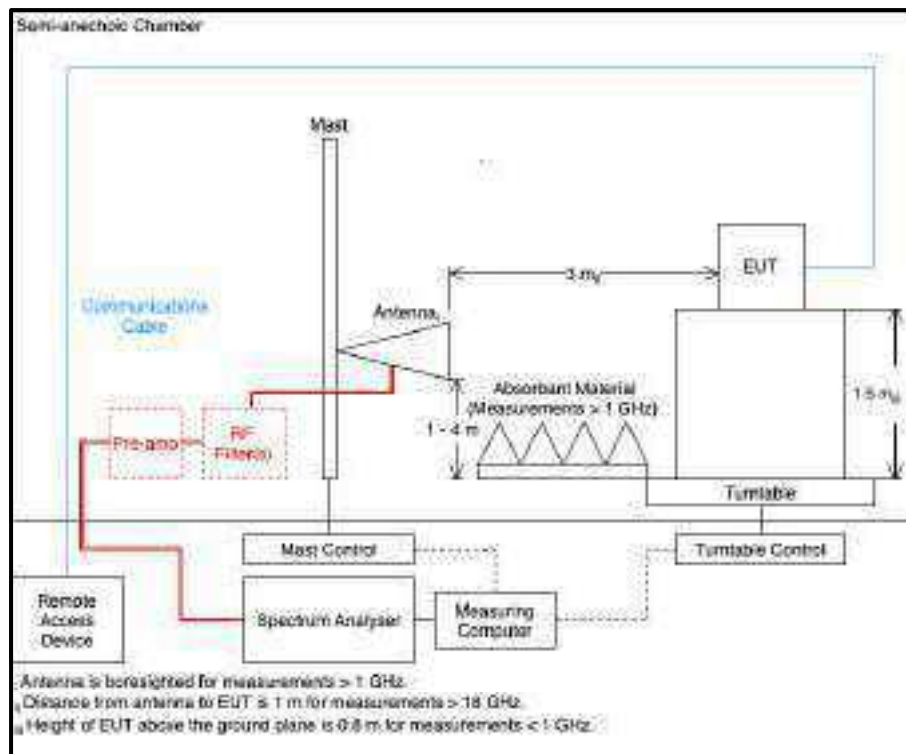 Semi-anechoic Chamber
Mast
EUT
3 m
Communications
Cable
Antenna
Absorbant Material
(Measurements > 1 GHz)
1 - 4 m
1.5 m
Pre-amp
RF
Filter(s)
Turntable
Mast Control
Turntable Control
Remote
Access
Device
Spectrum Analyser
Measuring
Computer
Antenna is boresighted for measurements > 1 GHz.
Distance from antenna to EUT is 1 m for measurements > 18 GHz.
Height of EUT above the ground plane is 0.8 m for measurements < 1 GHz.